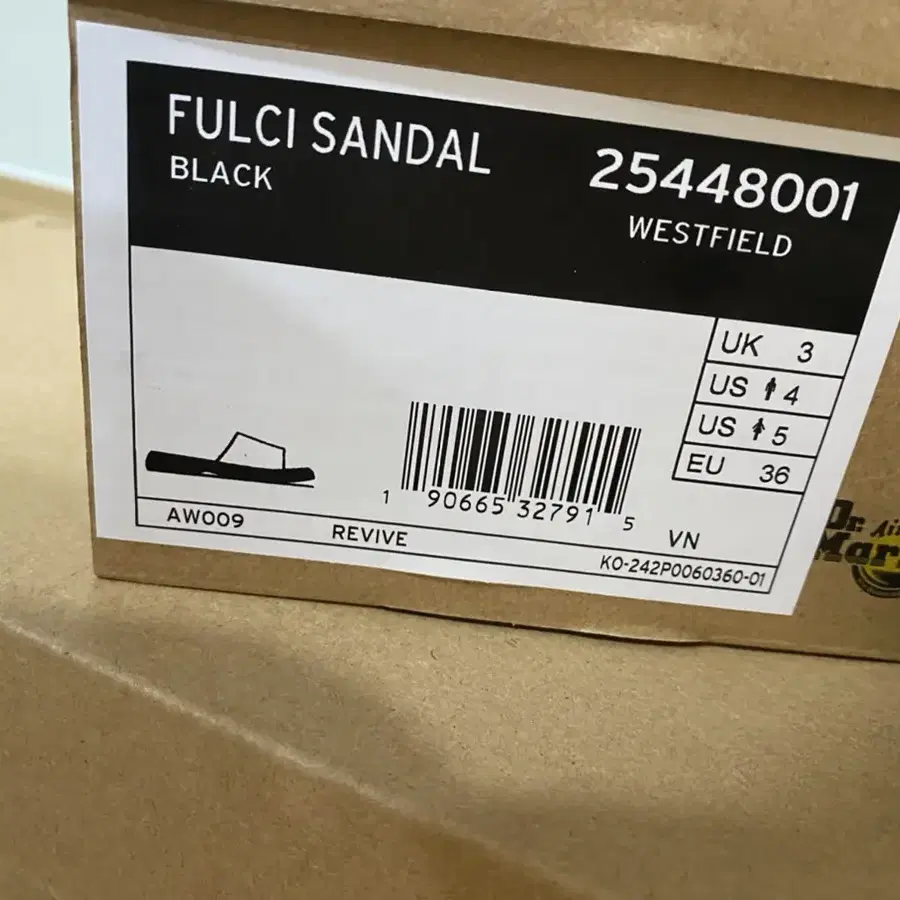 FULCI SANDAL
BLACK
25448001
WESTFIELD
UK 3
US 4
US 5
EU 36
1 90665 32791 5
AW009
REVIVE
VN
KO-242P0060360-01
Dr.